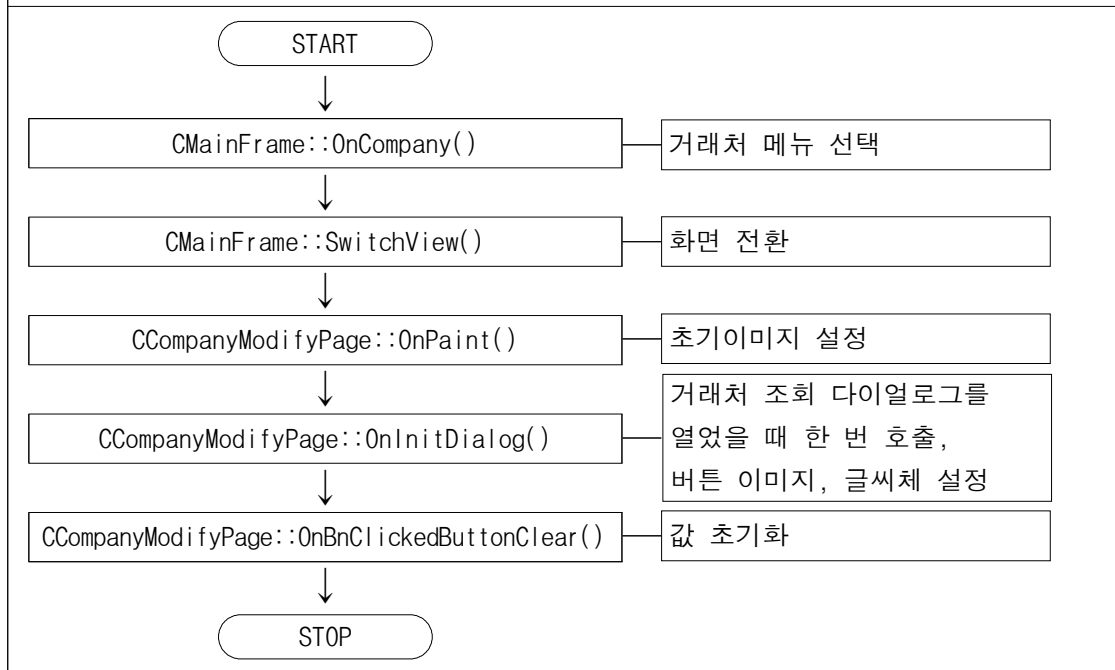 START
CMainFrame::OnCompany()
거래처 메뉴 선택
CMainFrame::SwitchView()
화면 전환
CCompanyModifyPage::OnPaint()
초기이미지 설정
CCompanyModifyPage::OnInitDialog()
거래처 조회 다이얼로그를
열었을 때 한 번 호출,
버튼 이미지, 글씨체 설정
CCompanyModifyPage::OnBnClickedButtonClear()
값 초기화
STOP